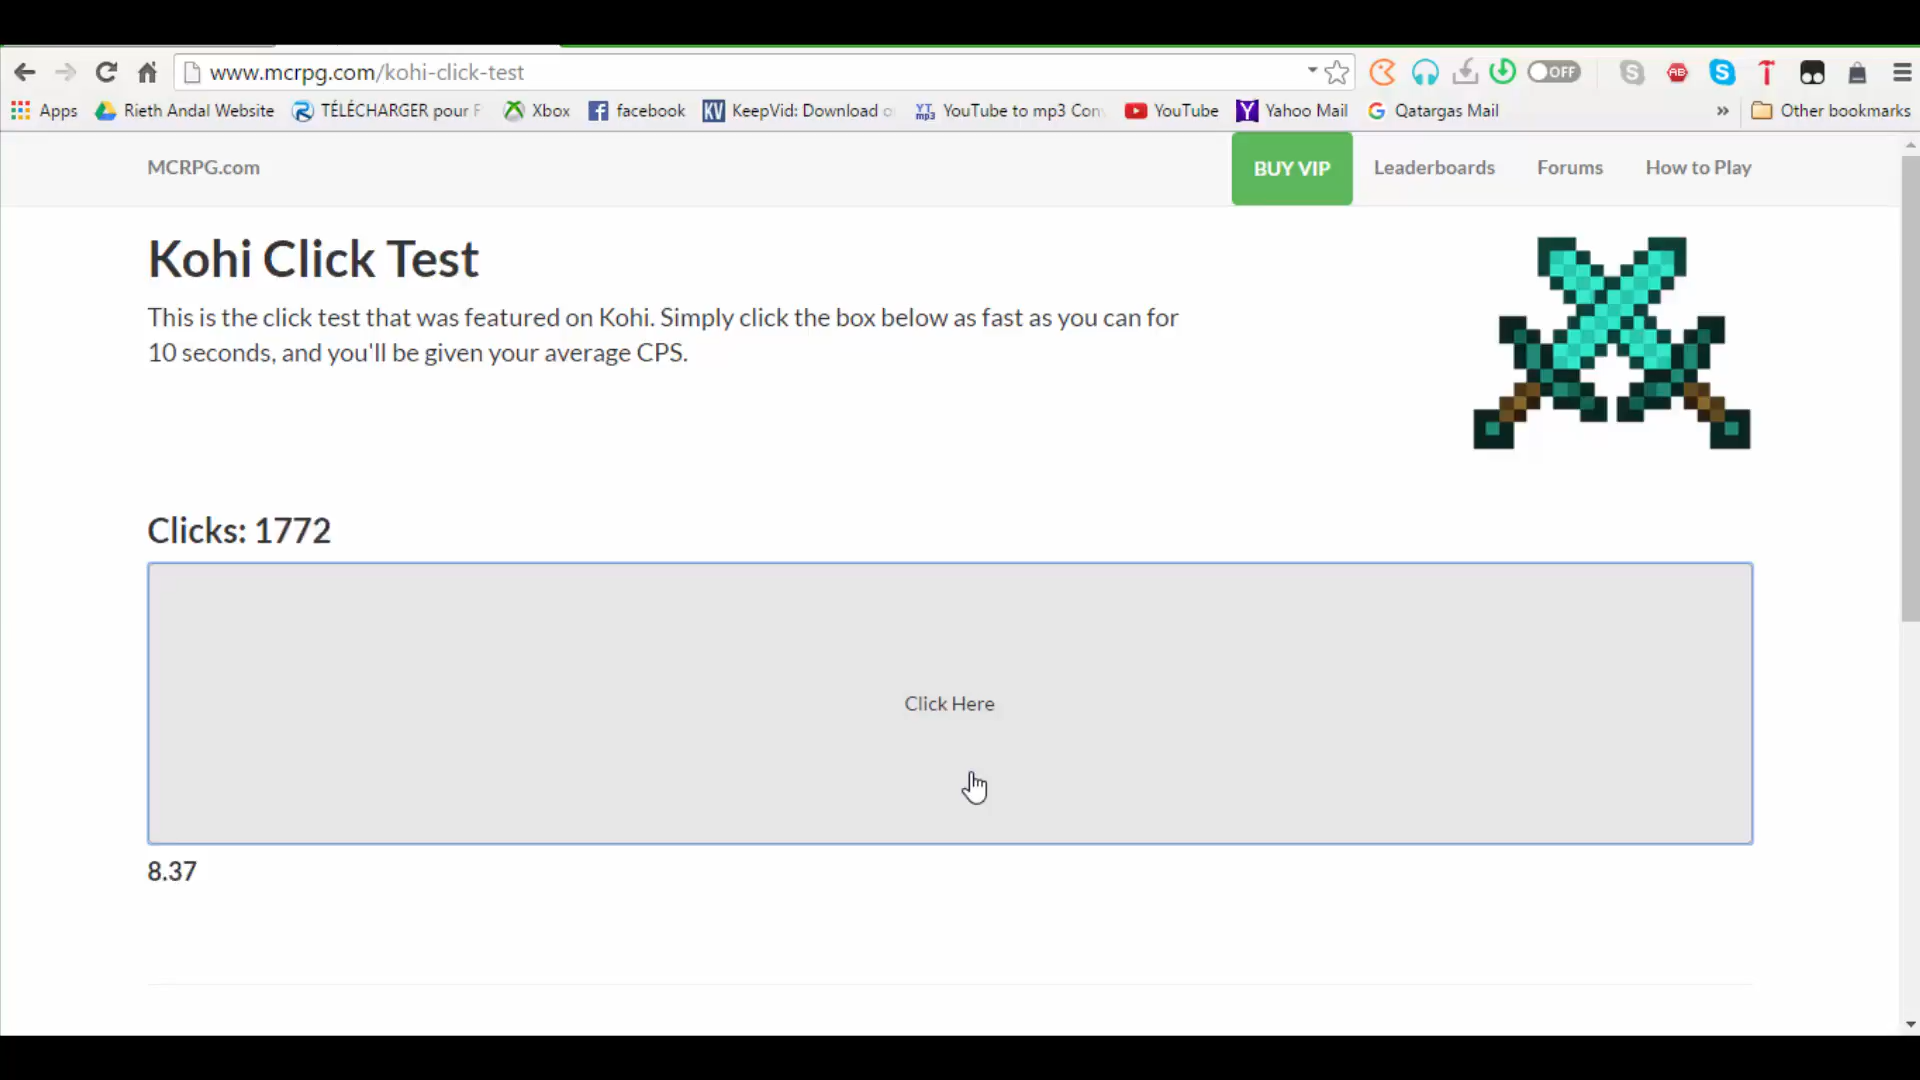 www.mcrpg.com/kohi-click-test
OFF
Apps Rieth Andal Website TÉLÉCHARGER pour F Xbox facebook KeepVid: Download o YouTube to mp3 Con YouTube Yahoo Mail Qatargas Mail » Other bookmarks
MCRPG.com BUY VIP Leaderboards Forums How to Play
Kohi Click Test
This is the click test that was featured on Kohi. Simply click the box below as fast as you can for
10 seconds, and you'll be given your average CPS.
Clicks: 1772
Click Here
8.37